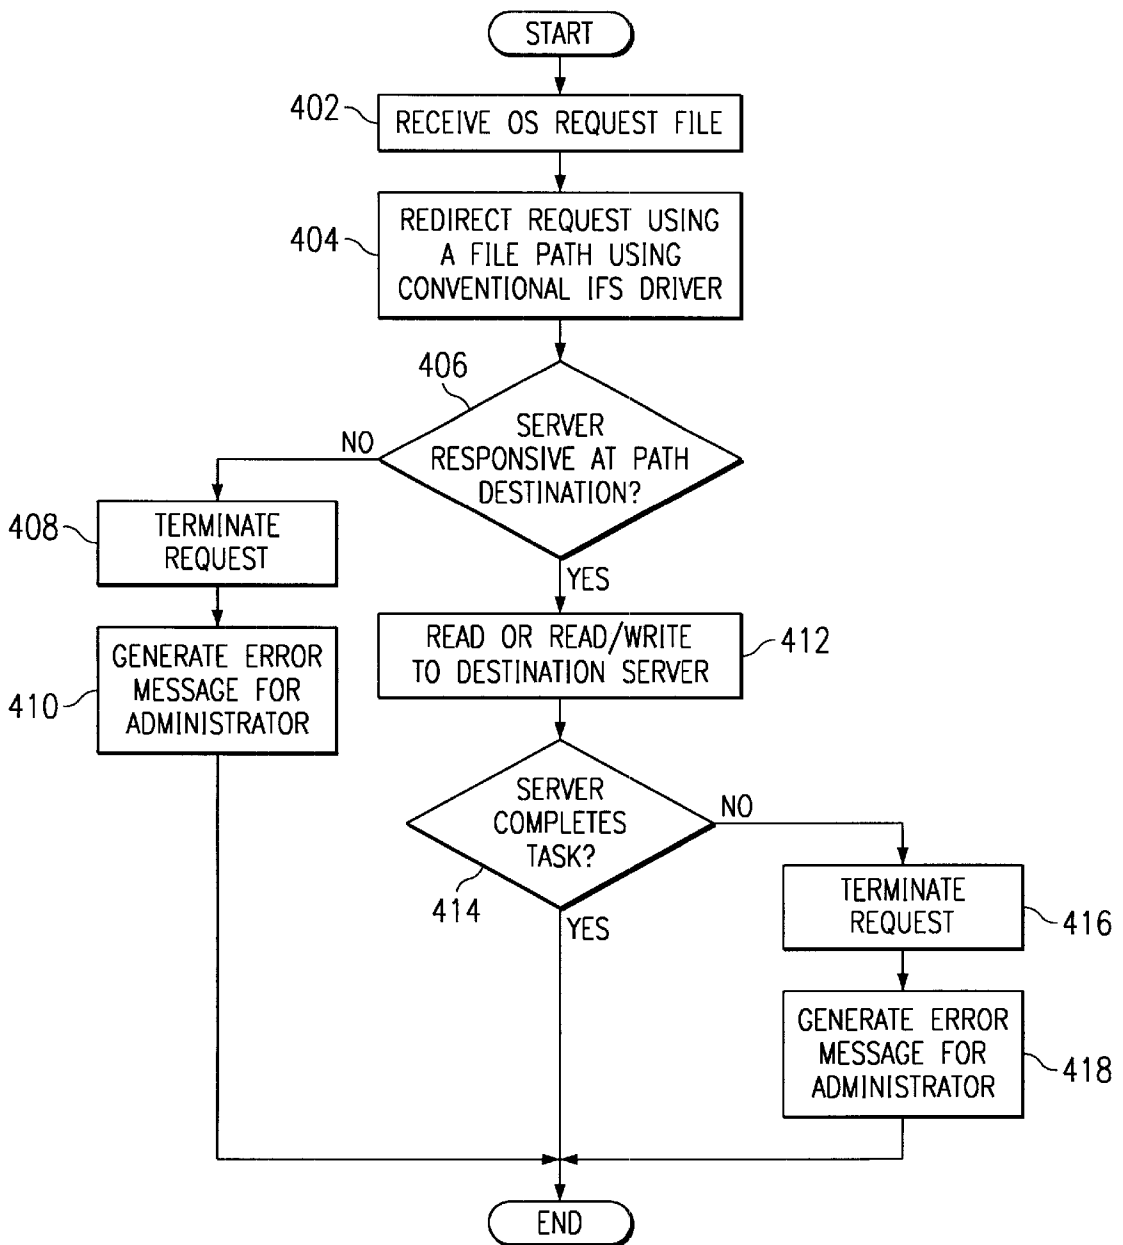 START
402
RECEIVE OS REQUEST FILE
404
REDIRECT REQUEST USING
A FILE PATH USING
CONVENTIONAL IFS DRIVER
406
SERVER
RESPONSIVE AT PATH
DESTINATION?
NO
YES
408
TERMINATE
REQUEST
410
GENERATE ERROR
MESSAGE FOR
ADMINISTRATOR
READ OR READ/WRITE
TO DESTINATION SERVER
412
SERVER
COMPLETES
TASK?
414
NO
YES
TERMINATE
REQUEST
416
GENERATE ERROR
MESSAGE FOR
ADMINISTRATOR
418
END